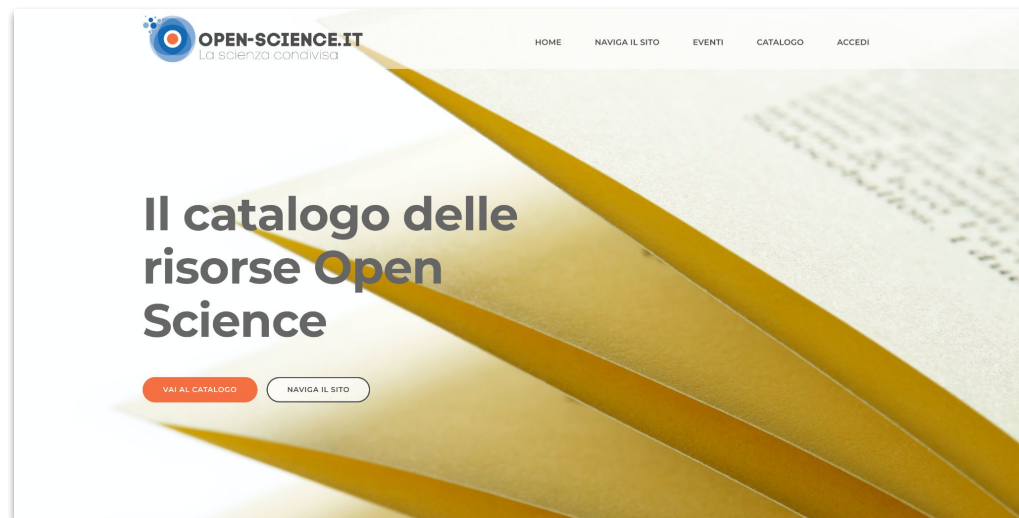 OPEN-SCIENCE.IT
La scienza condivisa
HOME NAVIGA IL SITO EVENTI CATALOGO ACCEDI
Il catalogo delle
risorse Open
Science
VAI AL CATALOGO NAVIGA IL SITO